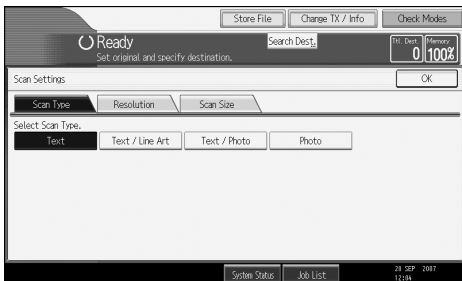 Store File Change TX / Info Check Modes
Ready Search Dest.
Set original and specify destination.
Ttl. Dest. 0 Memory 100%
Scan Settings OK
Scan Type Resolution Scan Size
Select Scan Type.
Text Text / Line Art Text / Photo Photo
System Status Job List 20 SEP 2007
12:04